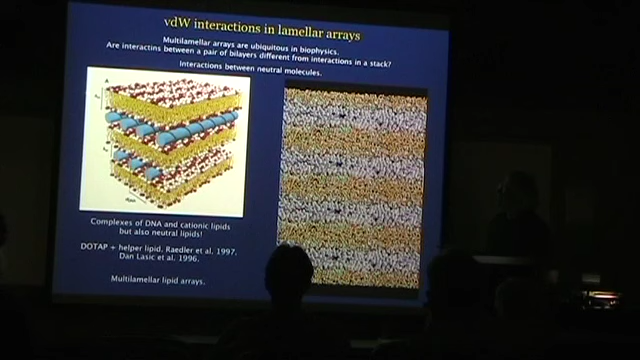 vdW interactions in lamellar arrays
Multilamellar arrays are ubiquitous in biophysics.
Are interactins between a pair of bilayers different from interactions in a stack?
Interactions between neutral molecules.
Complexes of DNA and cationic lipids
but also neutral lipids!
DOTAP + helper lipid, Raedler et al. 1997,
Dan Lasic et al. 1996.
Multilamellar lipid arrays.